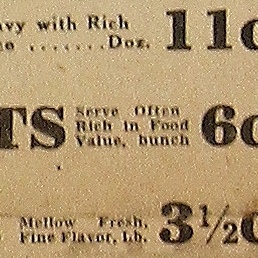 avy with Rich
.......Doz. 11c
TS Serve Often
Rich in Food
Value, bunch 6c
Mellow Fresh,
Fine Flavor, Lb. 3½c